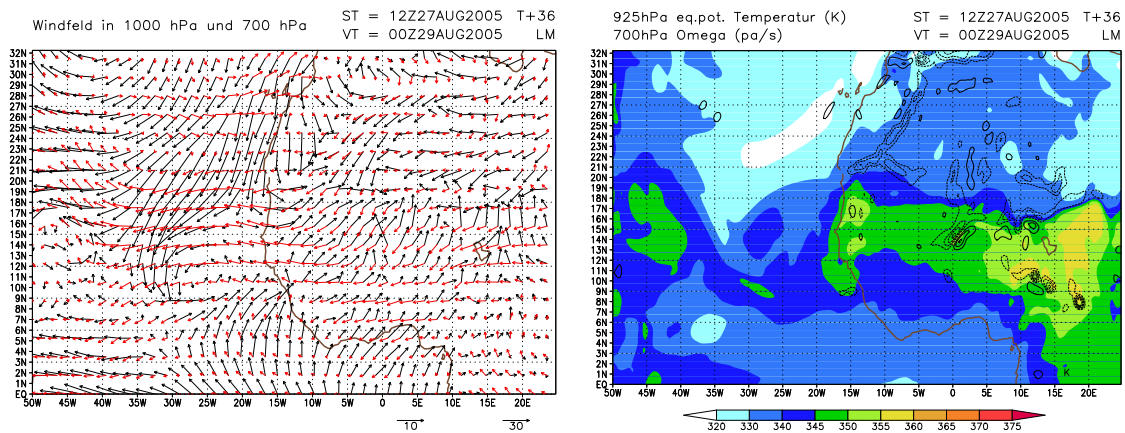 Windfeld in 1000 hPa und 700 hPa
ST = 12Z27AUG2005 T+36
VT = 00Z29AUG2005 LM
32N
31N
30N
29N
28N
27N
26N
25N
24N
23N
22N
21N
20N
19N
18N
17N
16N
15N
14N
13N
12N
11N
10N
9N
8N
7N
6N
5N
4N
3N
2N
1N
EQ
50W 45W 40W 35W 30W 25W 20W 15W 10W 5W 0 5E 10E 15E 20E
10 30
925hPa eq.pot. Temperatur (K)
700hPa Omega (pa/s)
ST = 12Z27AUG2005 T+36
VT = 00Z29AUG2005 LM
32N
31N
30N
29N
28N
27N
26N
25N
24N
23N
22N
21N
20N
19N
18N
17N
16N
15N
14N
13N
12N
11N
10N
9N
8N
7N
6N
5N
4N
3N
2N
1N
EQ
K
50W 45W 40W 35W 30W 25W 20W 15W 10W 5W 0 5E 10E 15E 20E
320 330 340 345 350 355 360 365 370 375